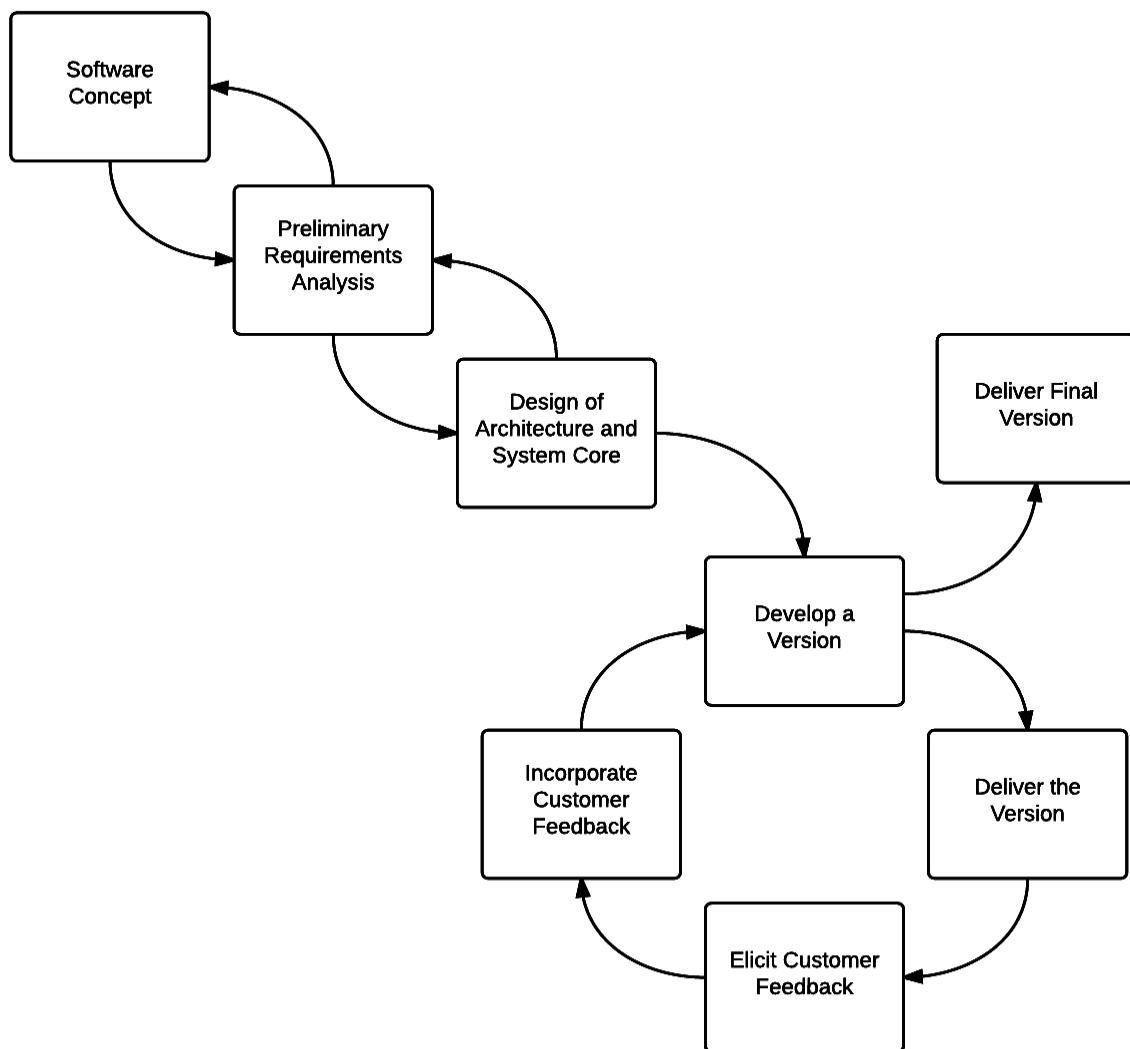 Software
Concept
Preliminary
Requirements
Analysis
Design of
Architecture and
System Core
Deliver Final
Version
Develop a
Version
Incorporate
Customer
Feedback
Deliver the
Version
Elicit Customer
Feedback